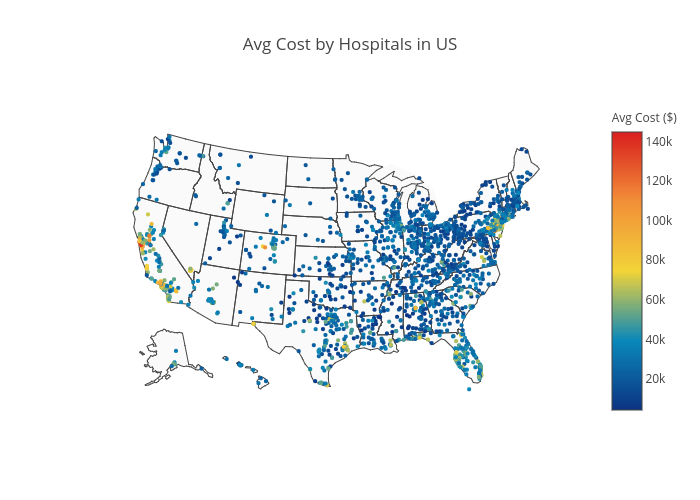 Avg Cost by Hospitals in US
Avg Cost ($)
140k
120k
100k
80k
60k
40k
20k